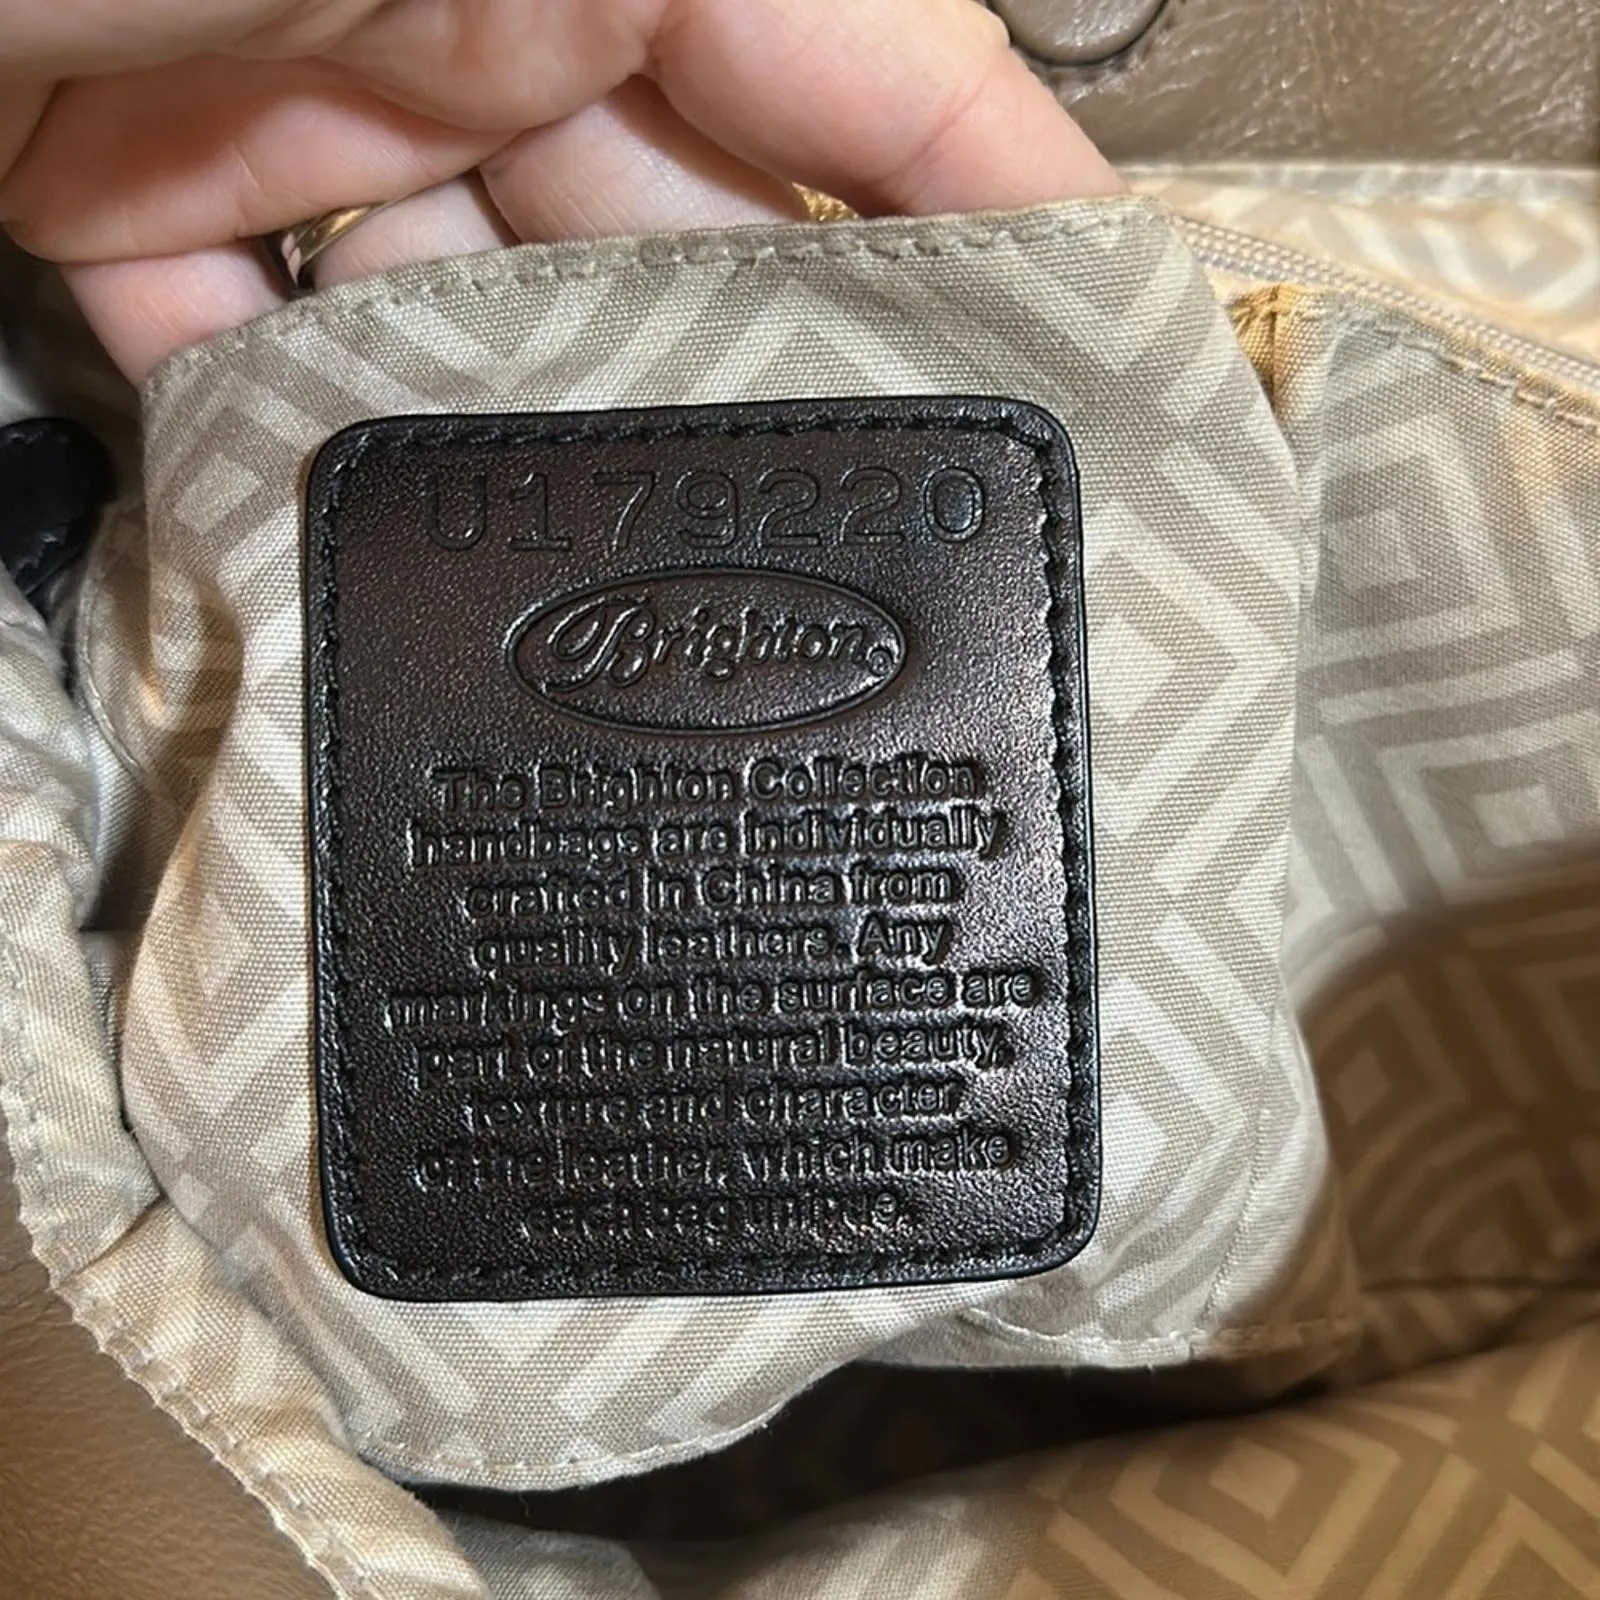 U179220
Brighton®
The Brighton Collection
handbags are individually
crafted in China from
quality leathers. Any
markings on the surface are
part of the natural beauty,
texture and character
of the leather, which make
each bag unique.